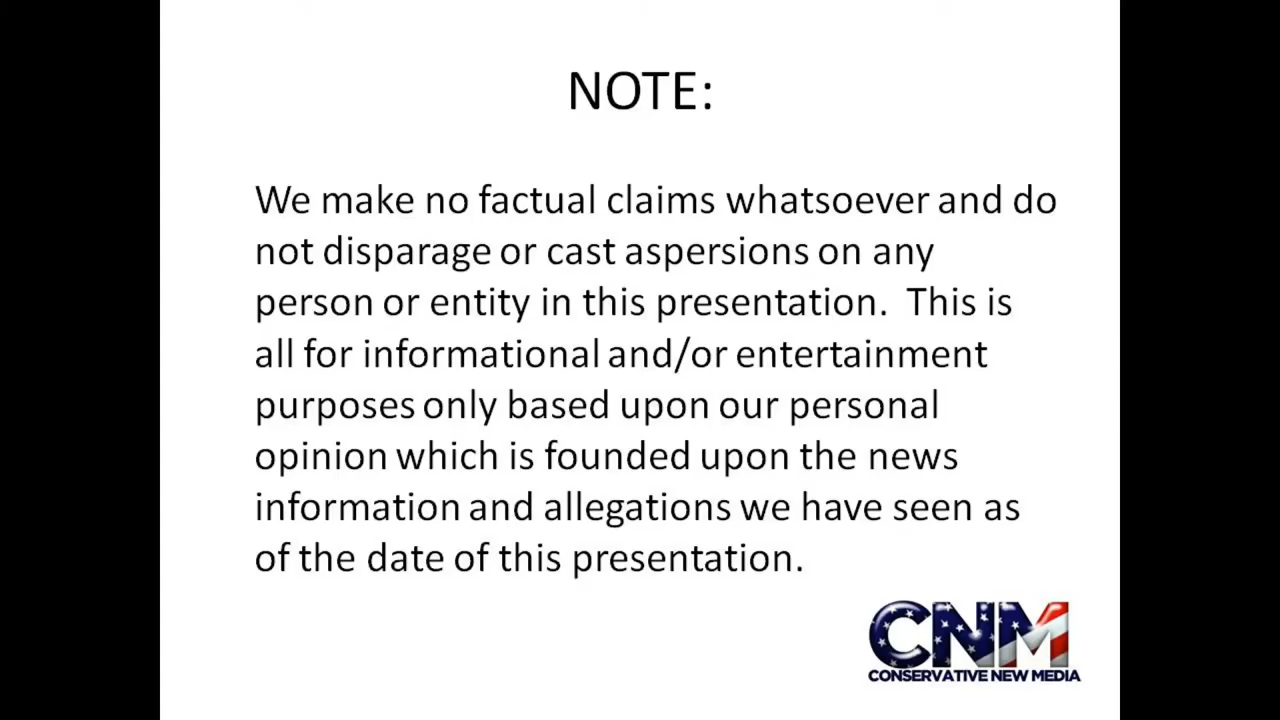 NOTE:
We make no factual claims whatsoever and do
not disparage or cast aspersions on any
person or entity in this presentation.  This is
all for informational and/or entertainment
purposes only based upon our personal
opinion which is founded upon the news
information and allegations we have seen as
of the date of this presentation.
CNM
CONSERVATIVE NEW MEDIA